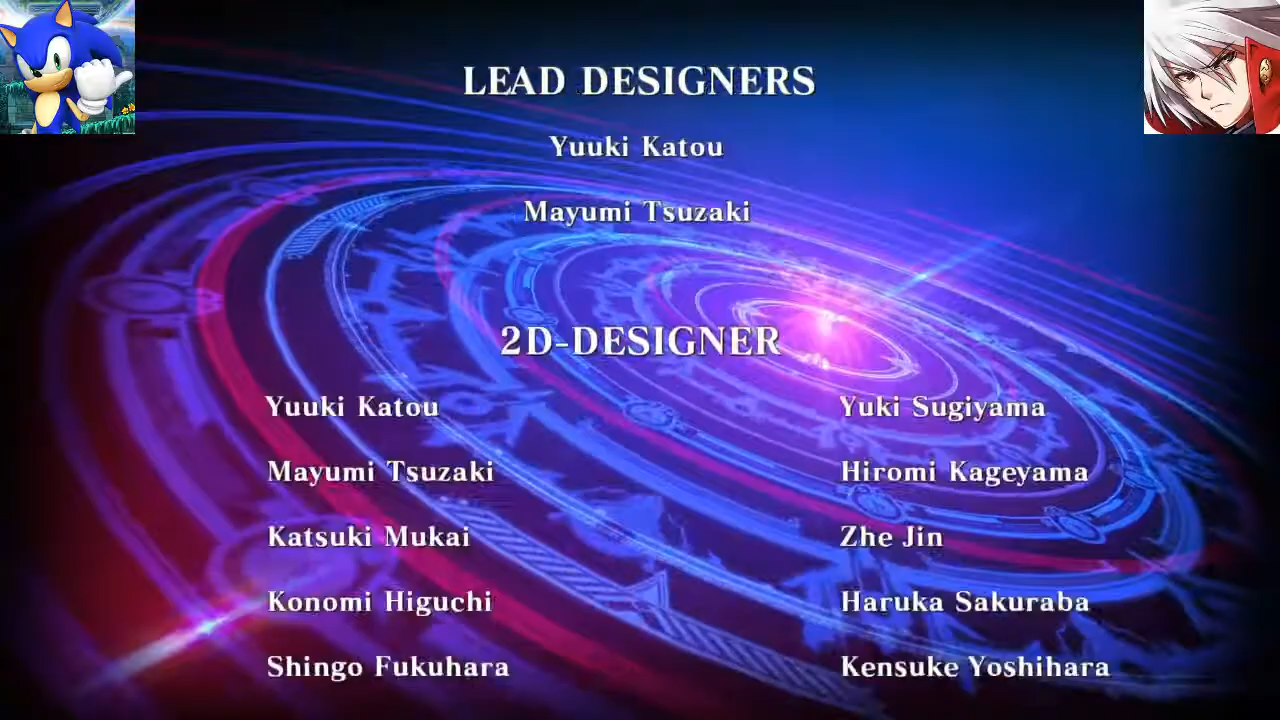 LEAD DESIGNERS
Yuuki Katou
Mayumi Tsuzaki
2D-DESIGNER
Yuuki Katou
Yuki Sugiyama
Mayumi Tsuzaki
Hiromi Kageyama
Katsuki Mukai
Zhe Jin
Konomi Higuchi
Haruka Sakuraba
Shingo Fukuhara
Kensuke Yoshihara